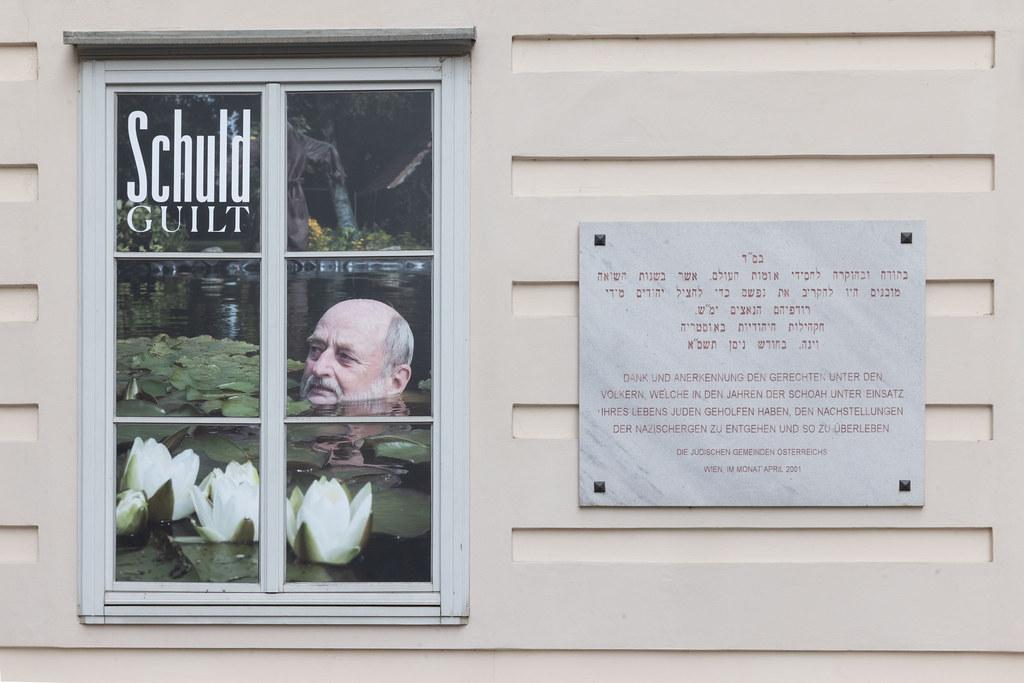 Schuld
GUILT
בס"ד
בתודה ובהוקרה לחסידי אומות העולם. אשר בשנות השואה
מוכנים היו להקריב את נפשם כדי להציל יהודים מידי
רודפיהם הנאצים ימ"ש.
הקהילות היהודיות באוסטריה
וינה. בחודש ניסן תשס"א
DANK UND ANERKENNUNG DEN GERECHTEN UNTER DEN
VÖLKERN, WELCHE IN DEN JAHREN DER SCHOAH UNTER EINSATZ
IHRES LEBENS JUDEN GEHOLFEN HABEN, DEN NACHSTELLUNGEN
DER NAZISCHERGEN ZU ENTGEHEN UND SO ZU ÜBERLEBEN
DIE JÜDISCHEN GEMEINDEN ÖSTERREICHS
WIEN, IM MONAT APRIL 2001